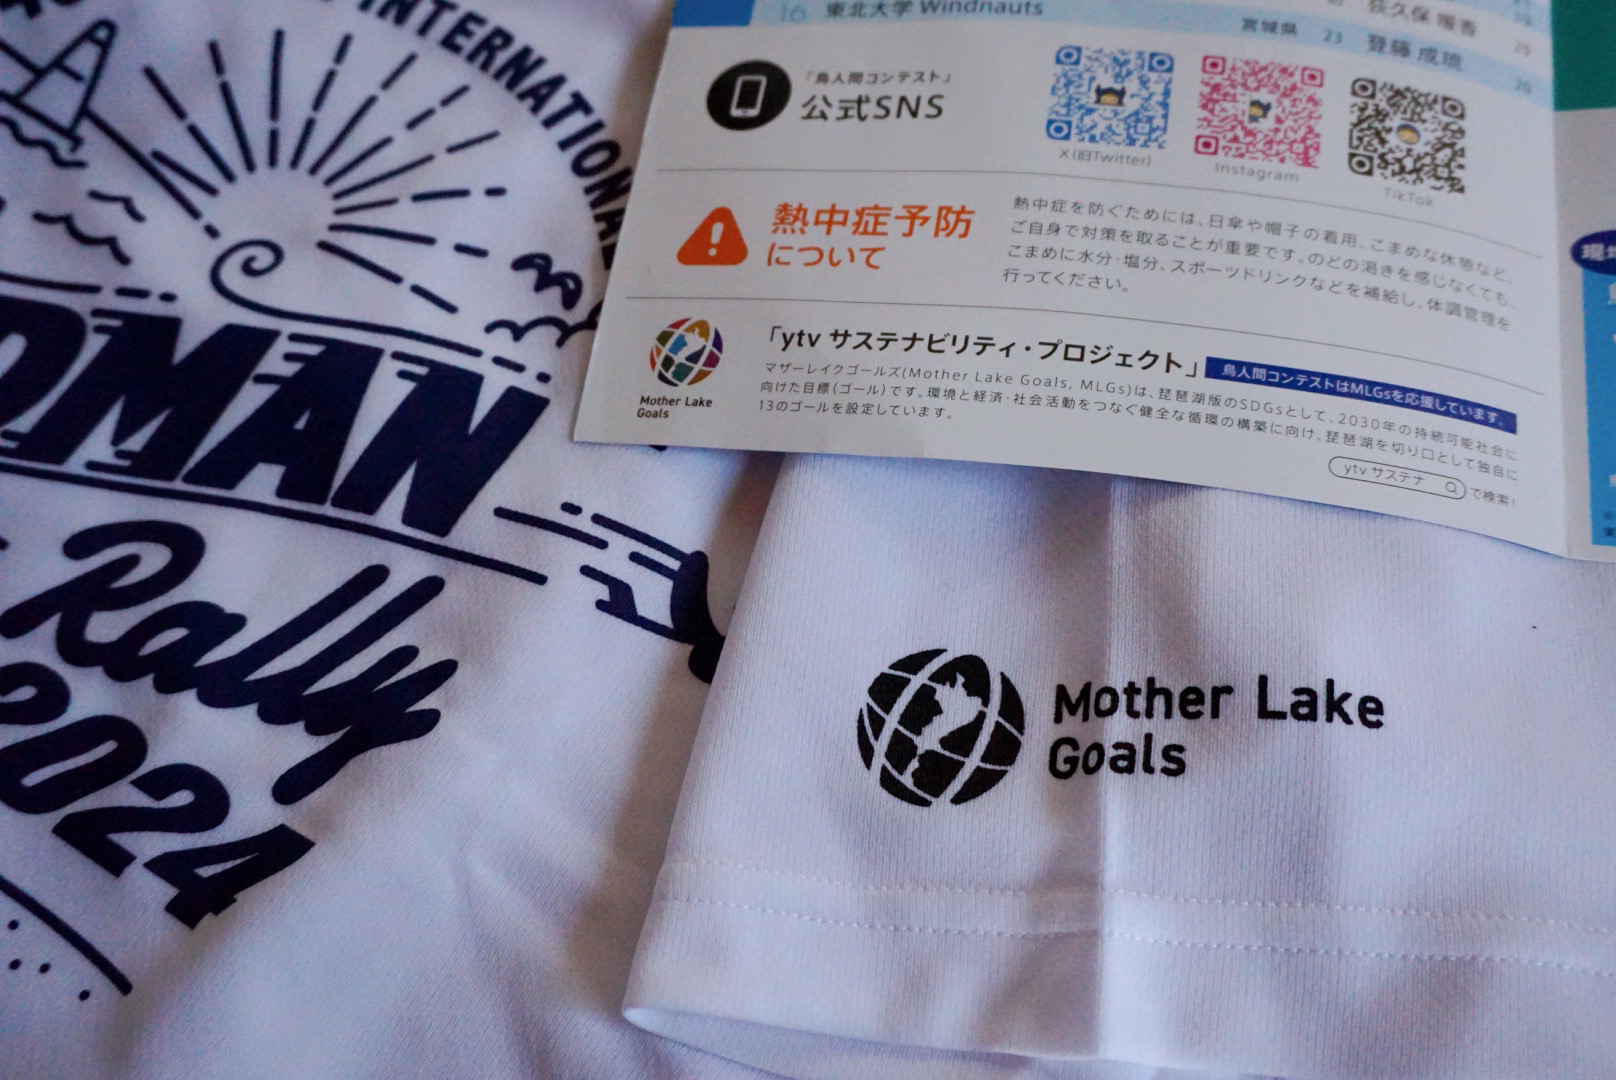 INTERNATIONAL
Rally
2024
16 東北大学 Windnauts
宮城県 23 登藤 成琉 20
「鳥人間コンテスト」
公式SNS
X(旧Twitter)
Instagram
TikTok
熱中症予防
について
熱中症を防ぐためには、日傘や帽子の着用、こまめな休憩など、
ご自身で対策を取ることが重要です。のどの渇きを感じなくても、
こまめに水分・塩分、スポーツドリンクなどを補給し、体調管理を
行ってください。
Mother Lake
Goals
「ytv サステナビリティ・プロジェクト」 鳥人間コンテストはMLGsを応援しています。
マザーレイクゴールズ(Mother Lake Goals, MLGs)は、琵琶湖版のSDGsとして、2030年の持続可能社会に
向けた目標(ゴール)です。環境と経済・社会活動をつなぐ健全な循環の構築に向け、琵琶湖を切り口として独自に
13のゴールを設定しています。
ytv サステナ で検索!
Mother Lake
Goals